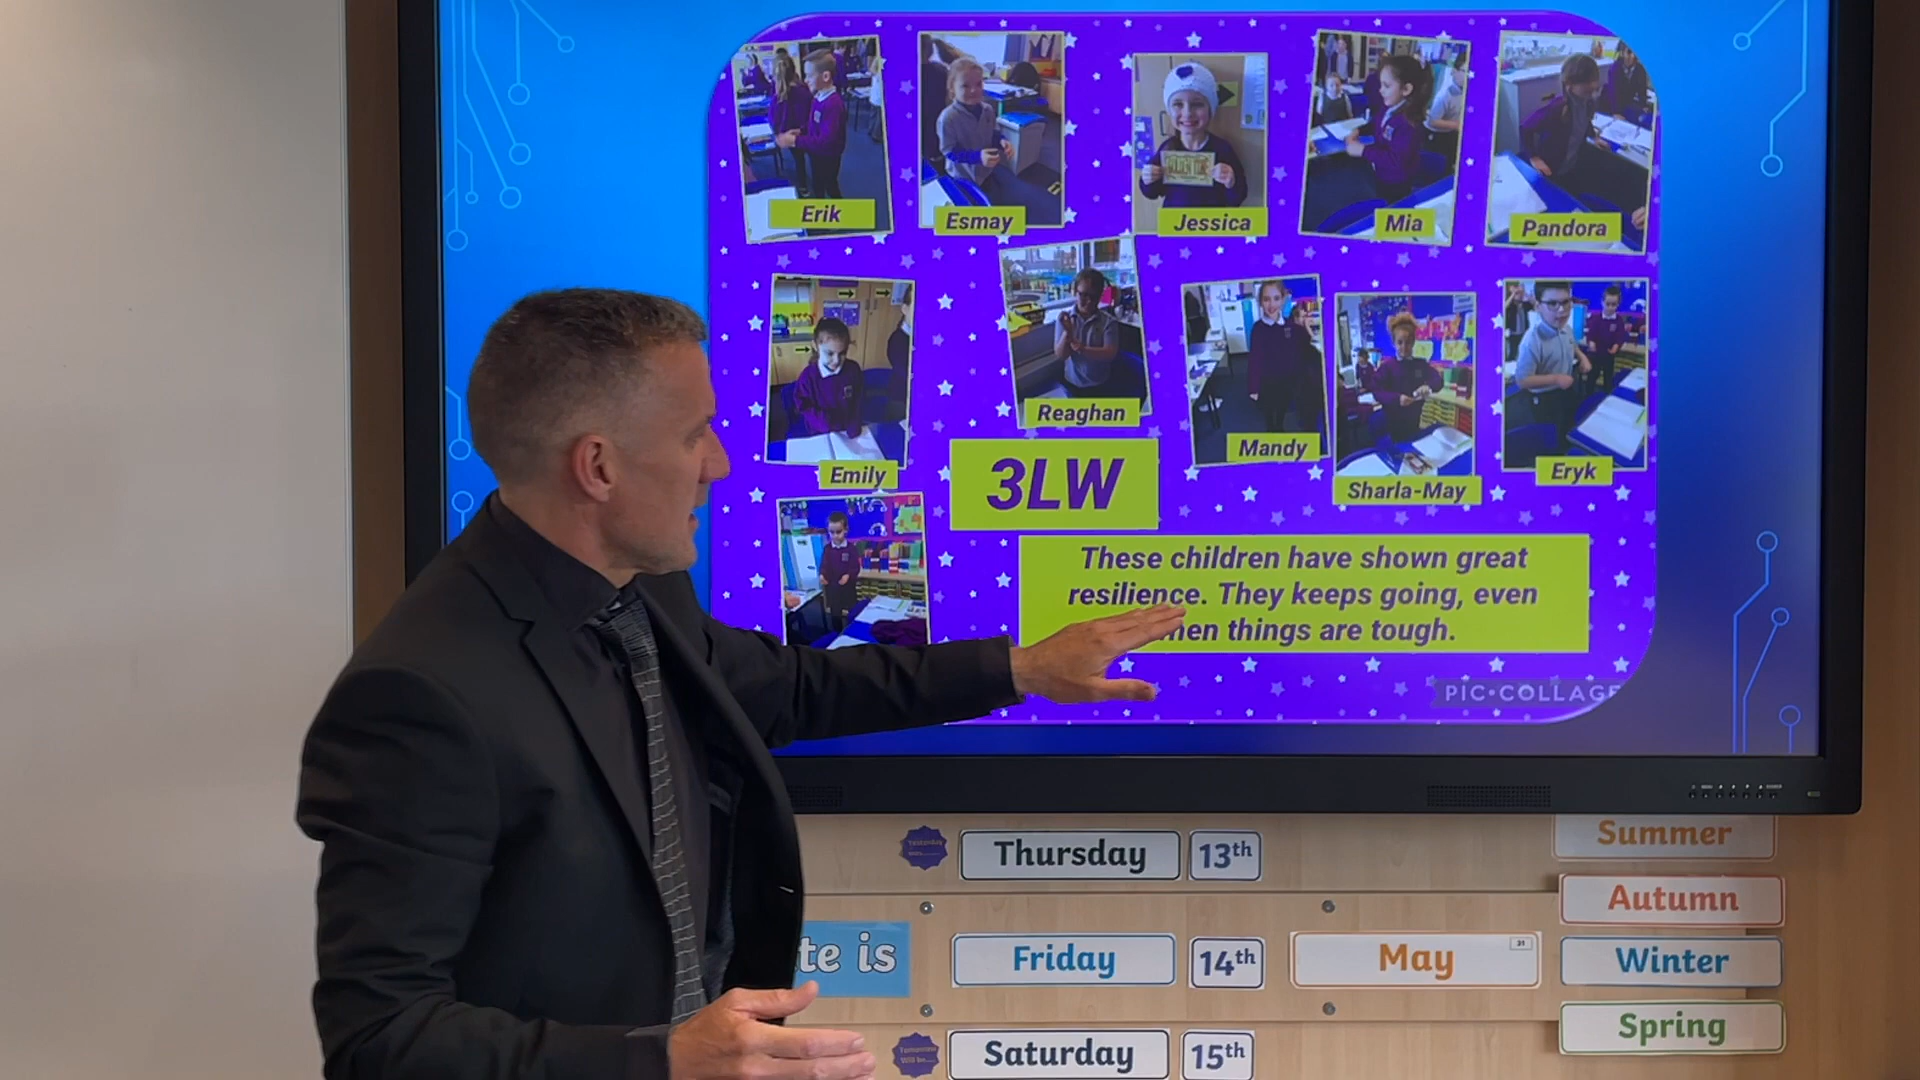 Erik
Esmay
Jessica
Mia
Pandora
Emily
Reaghan
Mandy
Sharla-May
Eryk
3LW
These children have shown great
resilience. They keeps going, even
things are tough.
PIC•COLLAGE
Thursday 13th
Summer
Autumn
is Friday 14th May 31
Winter
Spring
Saturday 15th